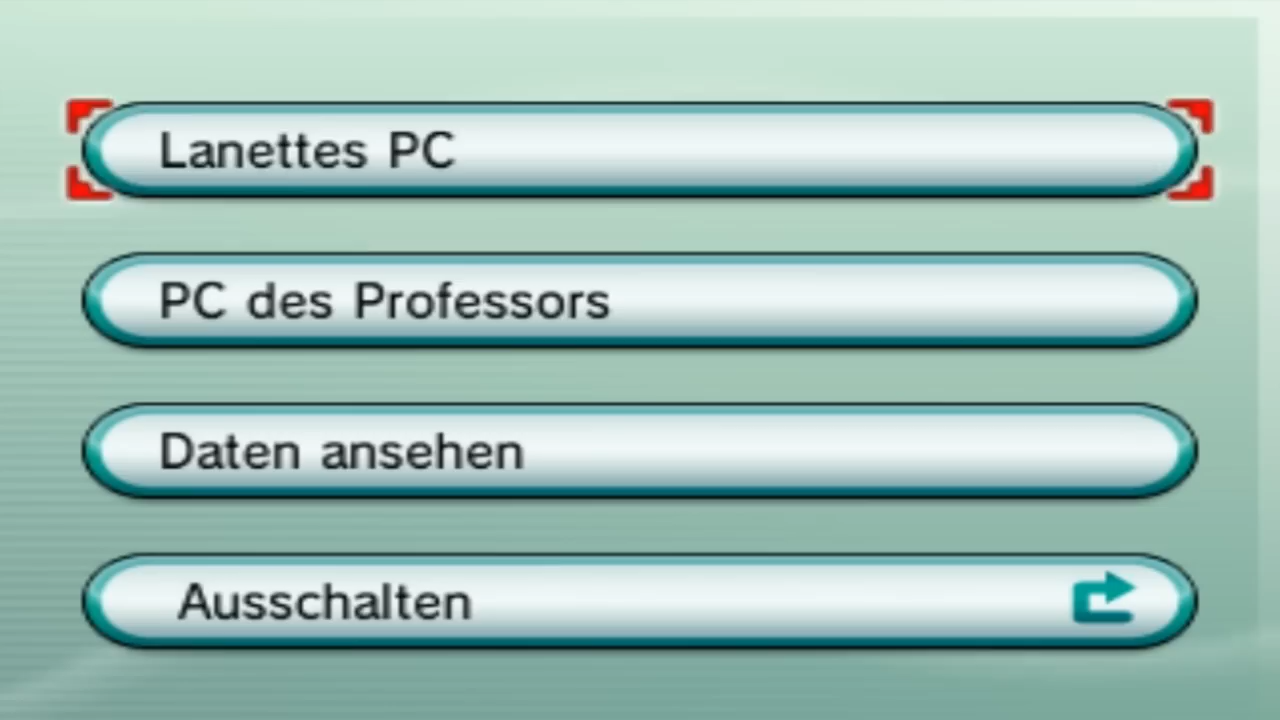 Lanettes PC
PC des Professors
Daten ansehen
Ausschalten